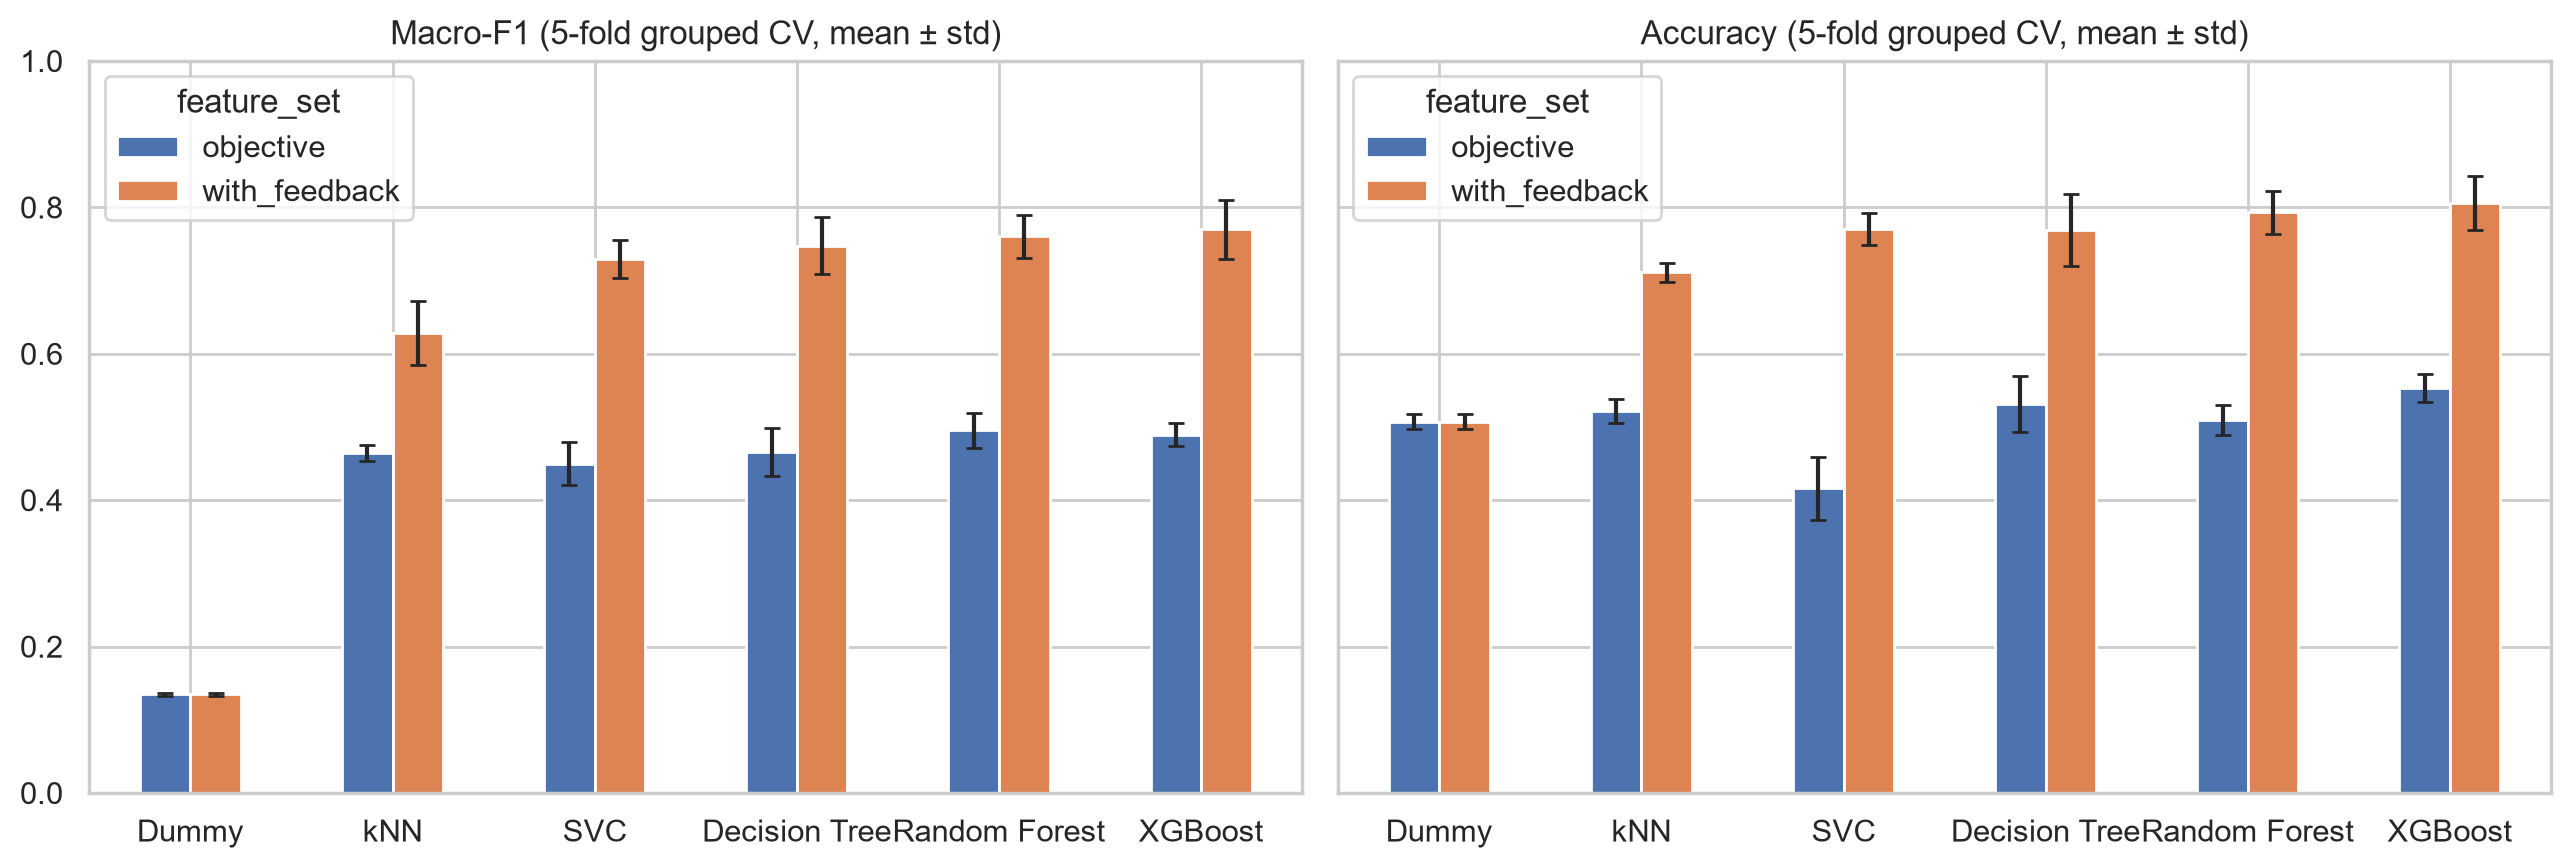 Macro-F1 (5-fold grouped CV, mean ± std)
feature_set
objective
with_feedback
1.0
0.8
0.6
0.4
0.2
0.0
Dummy kNN SVC Decision Tree Random Forest XGBoost
Accuracy (5-fold grouped CV, mean ± std)
feature_set
objective
with_feedback
Dummy kNN SVC Decision Tree Random Forest XGBoost